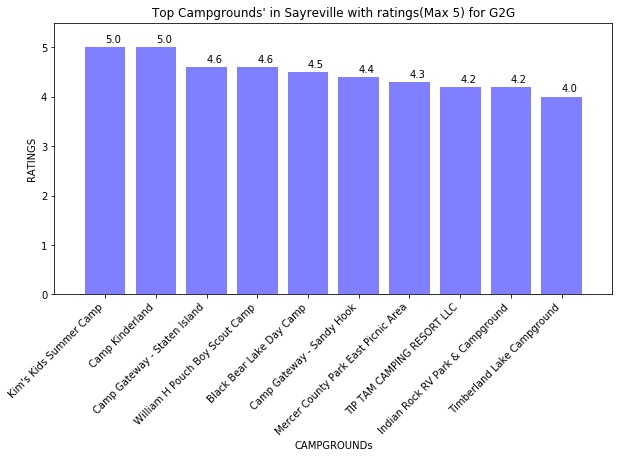 Top Campgrounds' in Sayreville with ratings(Max 5) for G2G
5.0
5.0
4.6
4.6
4.5
4.4
4.3
4.2
4.2
4.0
RATINGS
5
4
3
2
1
0
Kim's Kids Summer Camp
Camp Kinderland
Camp Gateway - Staten Island
William H Pouch Boy Scout Camp
Black Bear Lake Day Camp
Camp Gateway - Sandy Hook
Mercer County Park East Picnic Area
TIP TAM CAMPING RESORT LLC
Indian Rock RV Park & Campground
Timberland Lake Campground
CAMPGROUNDs